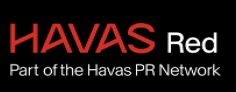 HAVAS Red
Part of the Havas PR Network